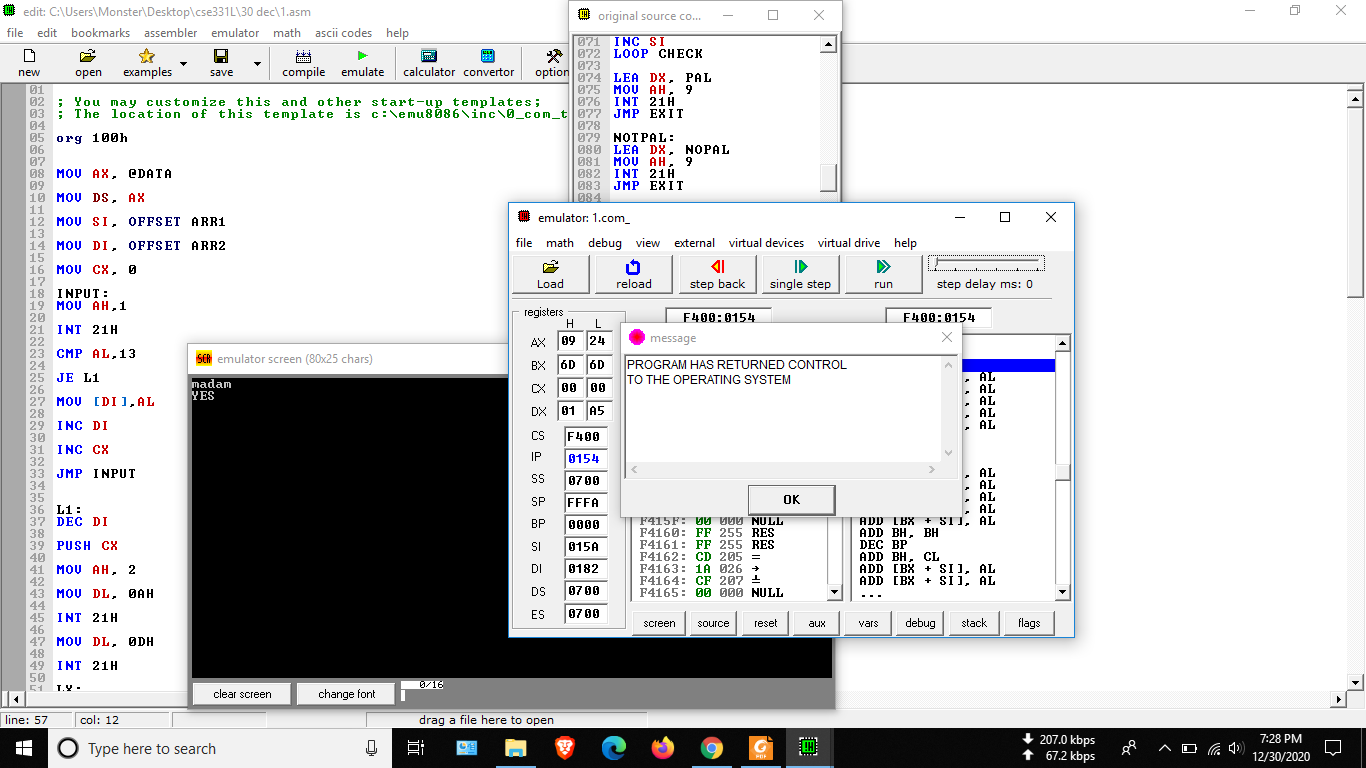 edit: C:\Users\Monster\Desktop\cse331L\30 dec\1.asm
file edit bookmarks assembler emulator math ascii codes help
new open examples save compile emulate calculator convertor option
01
02 ; You may customize this and other start-up templates;
03 ; The location of this template is c:\emu8086\inc\0_com_t
04
05 org 100h
06
07
08 MOV AX, @DATA
09
10 MOV DS, AX
11
12 MOV SI, OFFSET ARR1
13
14 MOV DI, OFFSET ARR2
15
16 MOV CX, 0
17
18 INPUT:
19 MOV AH,1
20
21 INT 21H
22
23 CMP AL,13
24
25 JE L1
26
27 MOV [DI],AL
28
29 INC DI
30
31 INC CX
32
33 JMP INPUT
34
35
36 L1:
37 DEC DI
38
39 PUSH CX
40
41 MOV AH, 2
42
43 MOV DL, 0AH
44
45 INT 21H
46
47 MOV DL, 0DH
48
49 INT 21H
50
51 LX:
line: 57 col: 12 drag a file here to open
original source co...
071 INC SI
072 LOOP CHECK
073
074 LEA DX, PAL
075 MOV AH, 9
076 INT 21H
077 JMP EXIT
078
079 NOTPAL:
080 LEA DX, NOPAL
081 MOV AH, 9
082 INT 21H
083 JMP EXIT
084
emulator screen (80x25 chars)
madam
YES
clear screen change font 0/16
emulator: 1.com_
file math debug view external virtual devices virtual drive help
Load reload step back single step run step delay ms: 0
registers F400:0154 F400:0154
H L
AX 09 24
BX 6D 6D
CX 00 00
DX 01 A5
CS F400
IP 0154
SS 0700
SP FFFA
BP 0000
SI 015A
DI 0182
DS 0700
ES 0700
message
PROGRAM HAS RETURNED CONTROL
TO THE OPERATING SYSTEM
OK
, AL
, AL
, AL
, AL
, AL
, AL
, AL
, AL
, AL
F415F: 00 000 NULL ADD [BX + SI], AL
F4160: FF 255 RES ADD BH, BH
F4161: FF 255 RES DEC BP
F4162: CD 205 = ADD BH, CL
F4163: 1A 026 → ADD [BX + SI], AL
F4164: CF 207 ╧ ADD [BX + SI], AL
F4165: 00 000 NULL ...
screen source reset aux vars debug stack flags
Type here to search
207.0 kbps
67.2 kbps
7:28 PM
12/30/2020